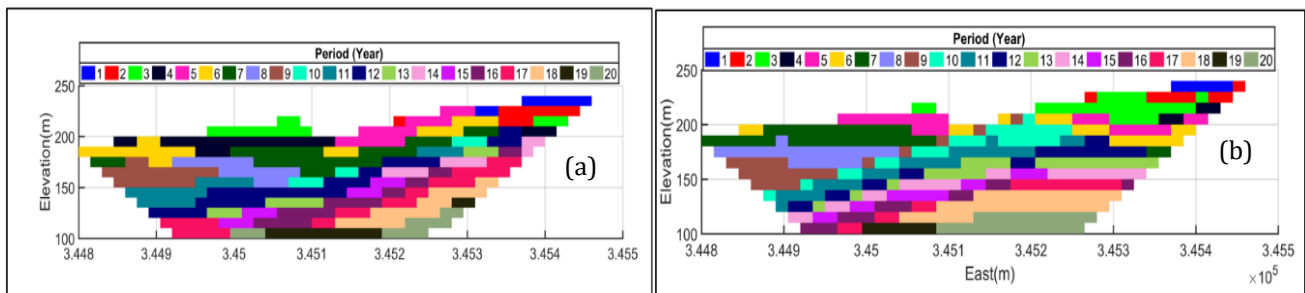 Period (Year)
1 2 3 4 5 6 7 8 9 10 11 12 13 14 15 16 17 18 19 20
250
200
150
100
Elevation(m)
(a)
3.448 3.449 3.45 3.451 3.452 3.453 3.454 3.455
Period (Year)
1 2 3 4 5 6 7 8 9 10 11 12 13 14 15 16 17 18 19 20
250
200
150
100
Elevation(m)
(b)
3.448 3.449 3.45 3.451 3.452 3.453 3.454 3.455
East(m)
×10⁵